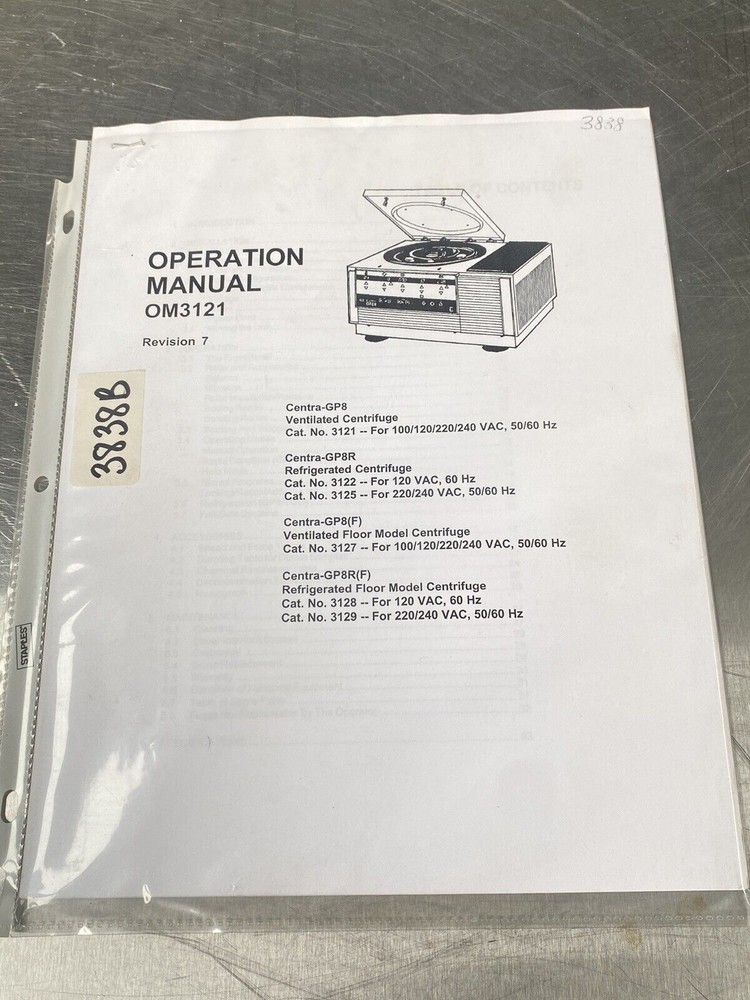 3838
OPERATION
MANUAL
OM3121
Revision 7
3838B
Centra-GP8
Ventilated Centrifuge
Cat. No. 3121 -- For 100/120/220/240 VAC, 50/60 Hz
Centra-GP8R
Refrigerated Centrifuge
Cat. No. 3122 -- For 120 VAC, 60 Hz
Cat. No. 3125 -- For 220/240 VAC, 50/60 Hz
Centra-GP8(F)
Ventilated Floor Model Centrifuge
Cat. No. 3127 -- For 100/120/220/240 VAC, 50/60 Hz
Centra-GP8R(F)
Refrigerated Floor Model Centrifuge
Cat. No. 3128 -- For 120 VAC, 60 Hz
Cat. No. 3129 -- For 220/240 VAC, 50/60 Hz
STAPLES